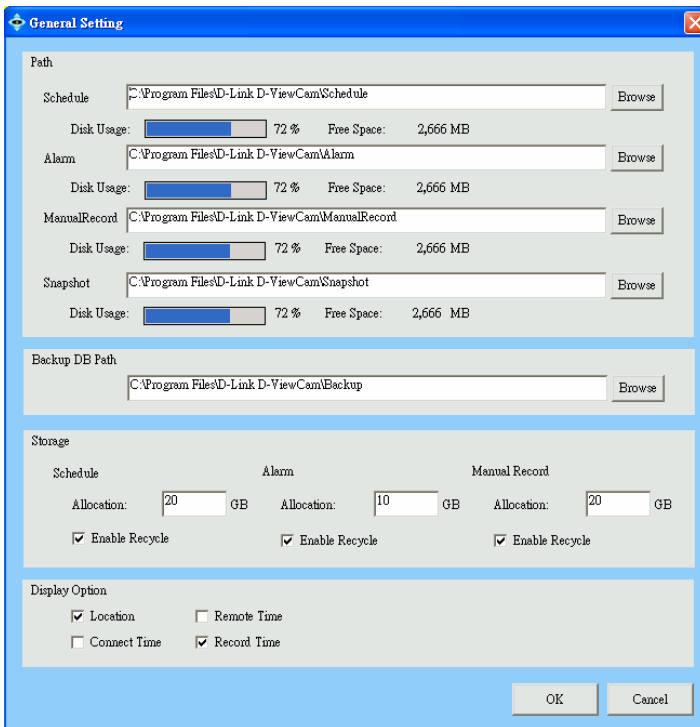 General Setting
Path
Schedule C:\Program Files\D-Link D-ViewCam\Schedule Browse
Disk Usage: 72 % Free Space: 2,666 MB
Alarm C:\Program Files\D-Link D-ViewCam\Alarm Browse
Disk Usage: 72 % Free Space: 2,666 MB
ManualRecord C:\Program Files\D-Link D-ViewCam\ManualRecord Browse
Disk Usage: 72 % Free Space: 2,666 MB
Snapshot C:\Program Files\D-Link D-ViewCam\Snapshot Browse
Disk Usage: 72 % Free Space: 2,666 MB
Backup DB Path
C:\Program Files\D-Link D-ViewCam\Backup Browse
Storage
Schedule Alarm Manual Record
Allocation: 20 GB Allocation: 10 GB Allocation: 20 GB
Enable Recycle Enable Recycle Enable Recycle
Display Option
Location Remote Time
Connect Time Record Time
OK Cancel